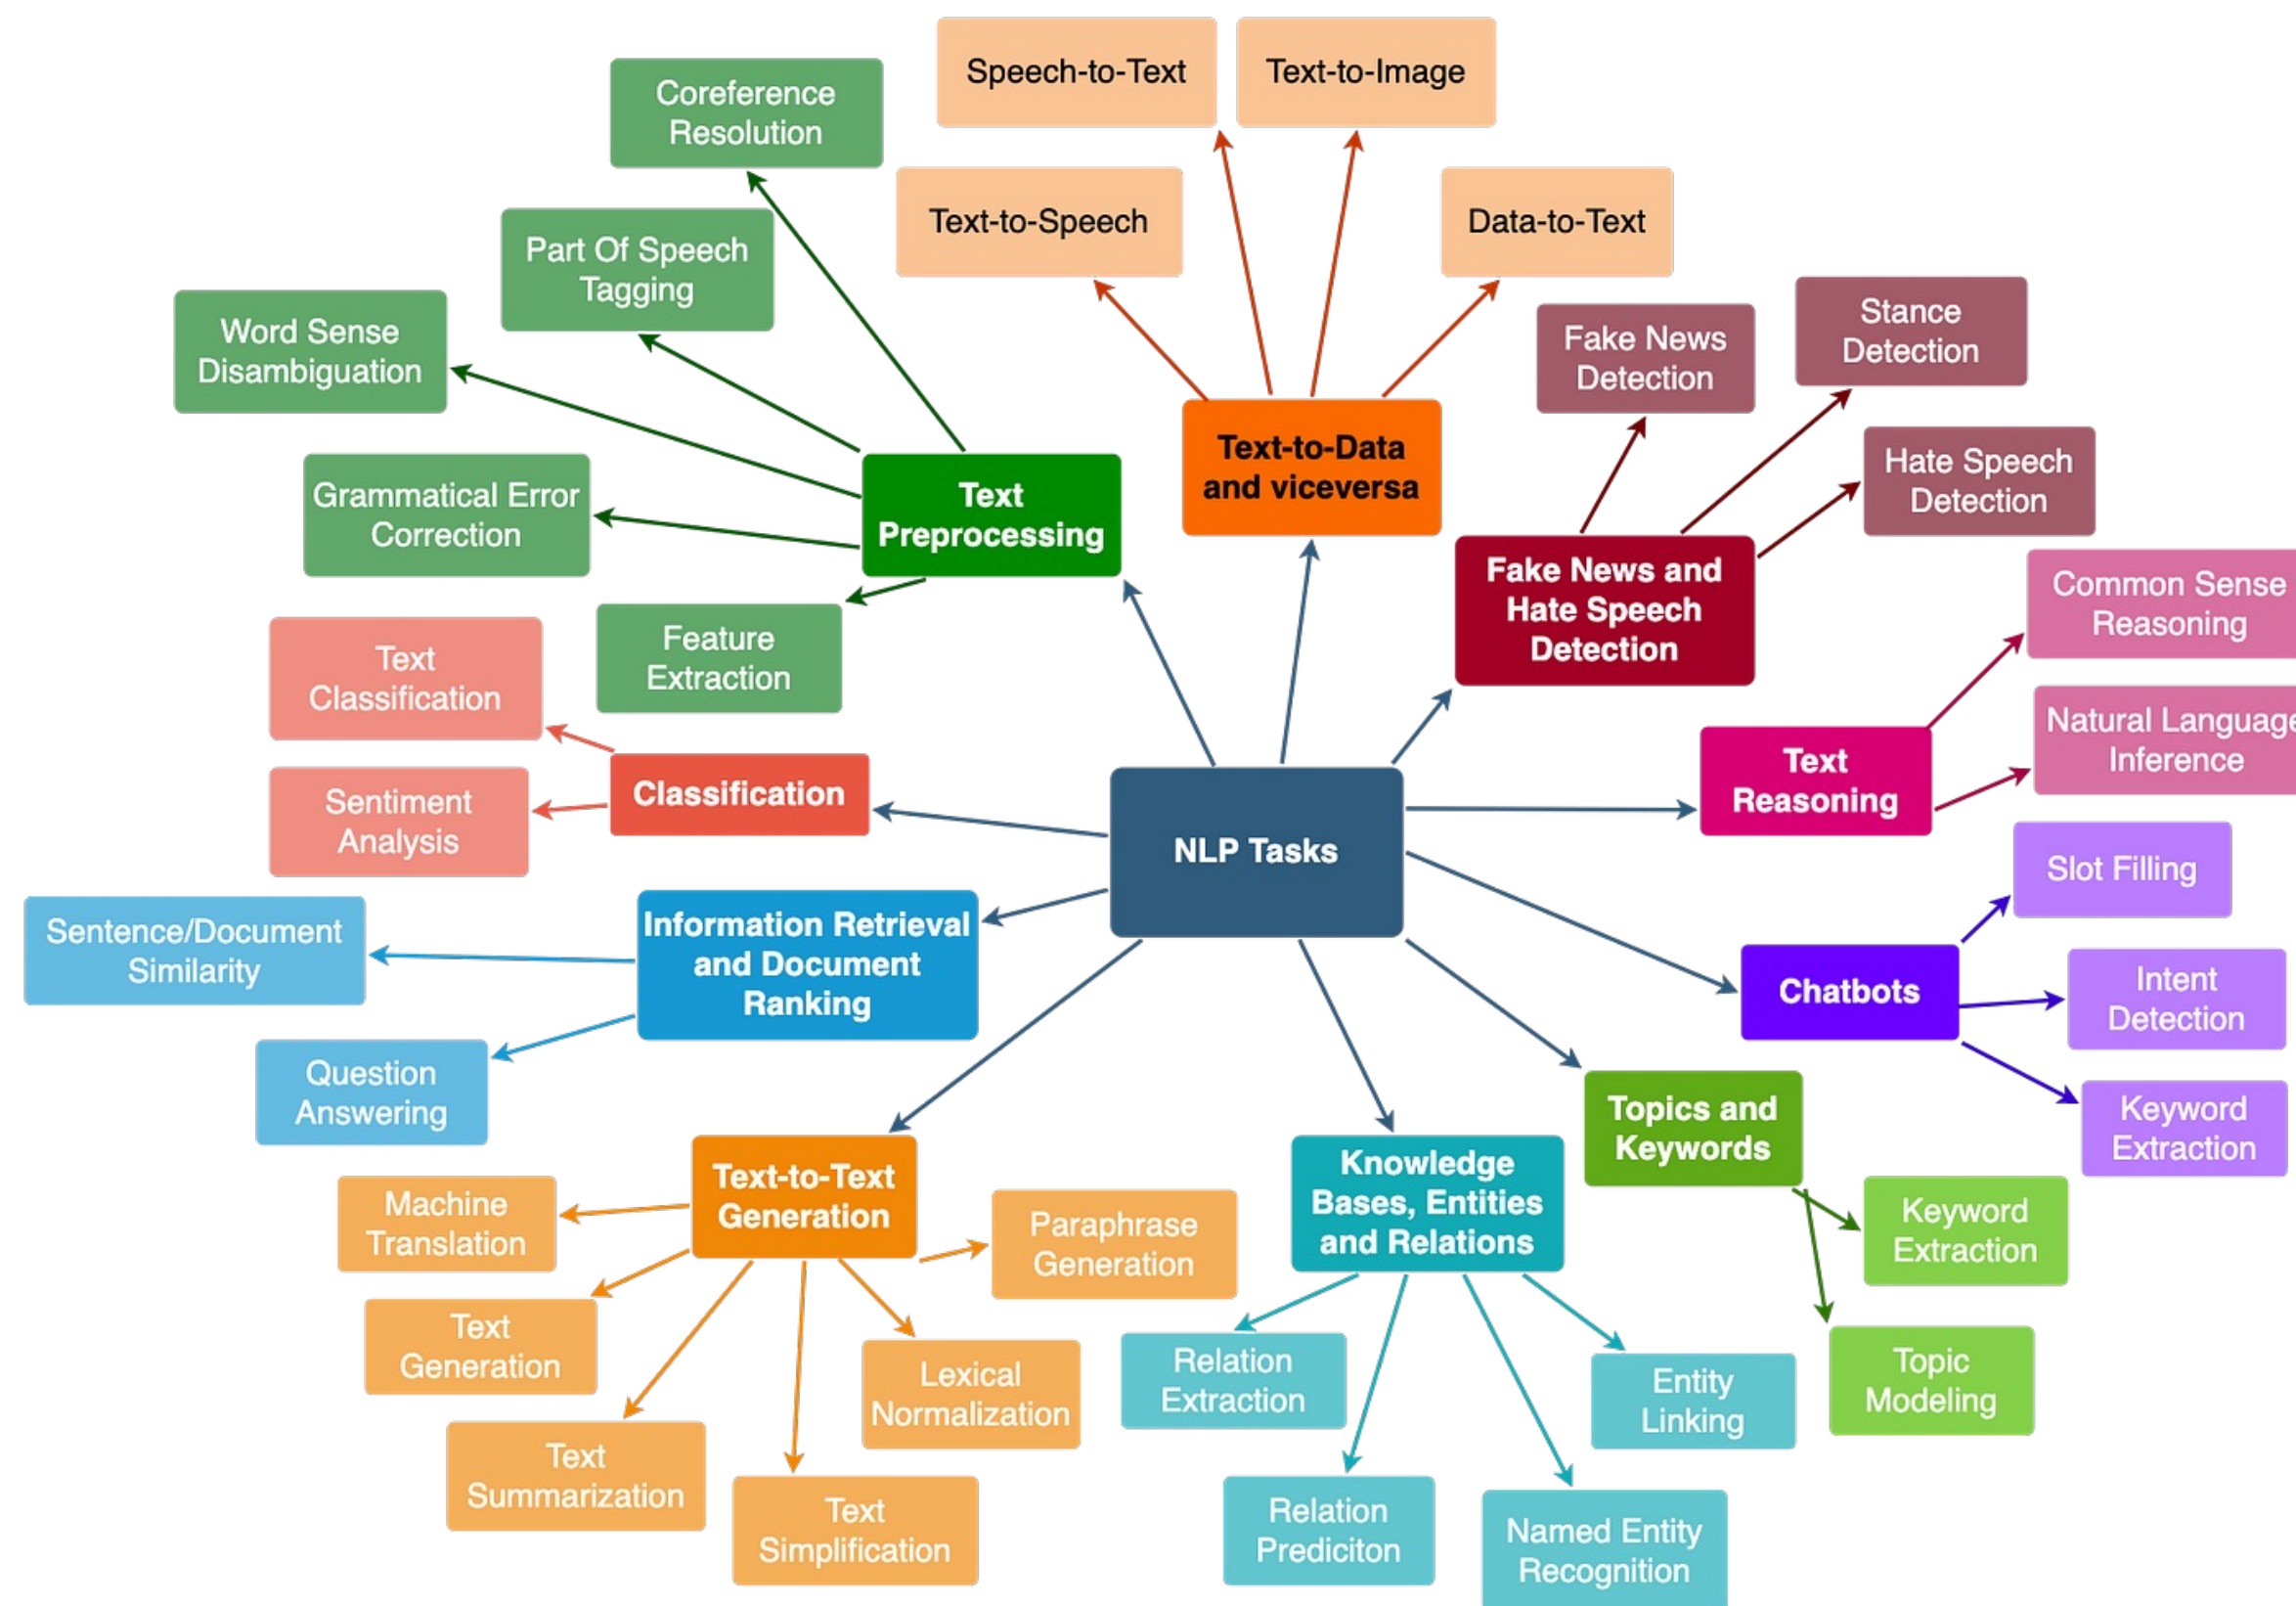 Speech-to-Text
Text-to-Image
Coreference
Resolution
Text-to-Speech
Data-to-Text
Part Of Speech
Tagging
Word Sense
Disambiguation
Fake News
Detection
Stance
Detection
Text-to-Data
and viceversa
Hate Speech
Detection
Grammatical Error
Correction
Text
Preprocessing
Fake News and
Hate Speech
Detection
Common Sense
Reasoning
Feature
Extraction
Text
Classification
Natural Language
Inference
Text
Reasoning
Classification
Sentiment
Analysis
NLP Tasks
Slot Filling
Information Retrieval
and Document
Ranking
Sentence/Document
Similarity
Chatbots
Intent
Detection
Question
Answering
Topics and
Keywords
Keyword
Extraction
Text-to-Text
Generation
Knowledge
Bases, Entities
and Relations
Machine
Translation
Paraphrase
Generation
Keyword
Extraction
Text
Generation
Lexical
Normalization
Relation
Extraction
Entity
Linking
Topic
Modeling
Text
Summarization
Text
Simplification
Relation
Prediciton
Named Entity
Recognition